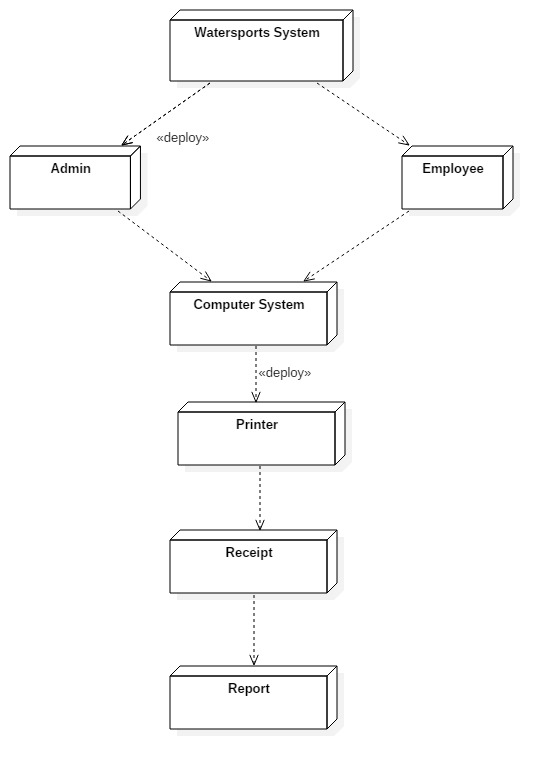 Watersports System
«deploy»
Admin
Employee
Computer System
«deploy»
Printer
Receipt
Report